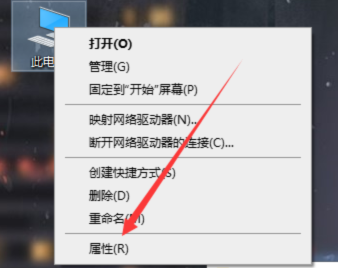 此电
打开(O)
管理(G)
固定到"开始"屏幕(P)
映射网络驱动器(N)...
断开网络驱动器的连接(C)...
创建快捷方式(S)
删除(D)
重命名(M)
属性(R)